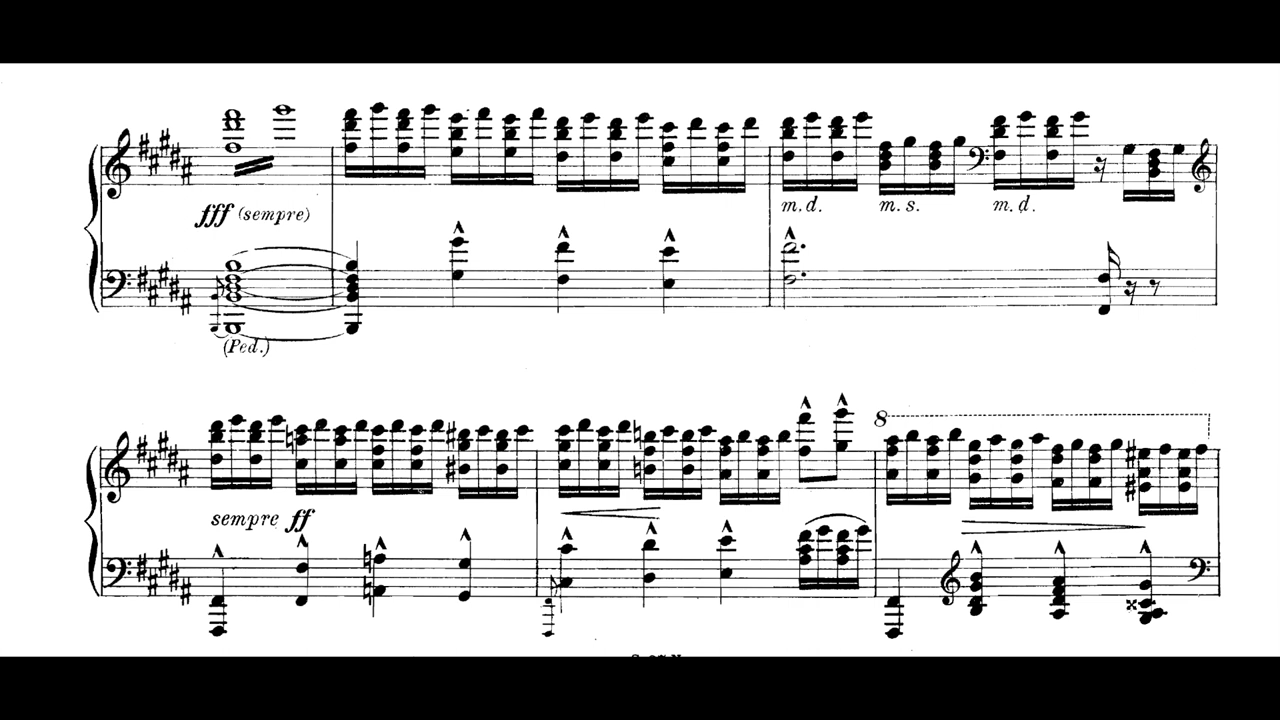 fff (sempre)
m.d. m.s. m.d.
(Ped.)
8
sempre ff